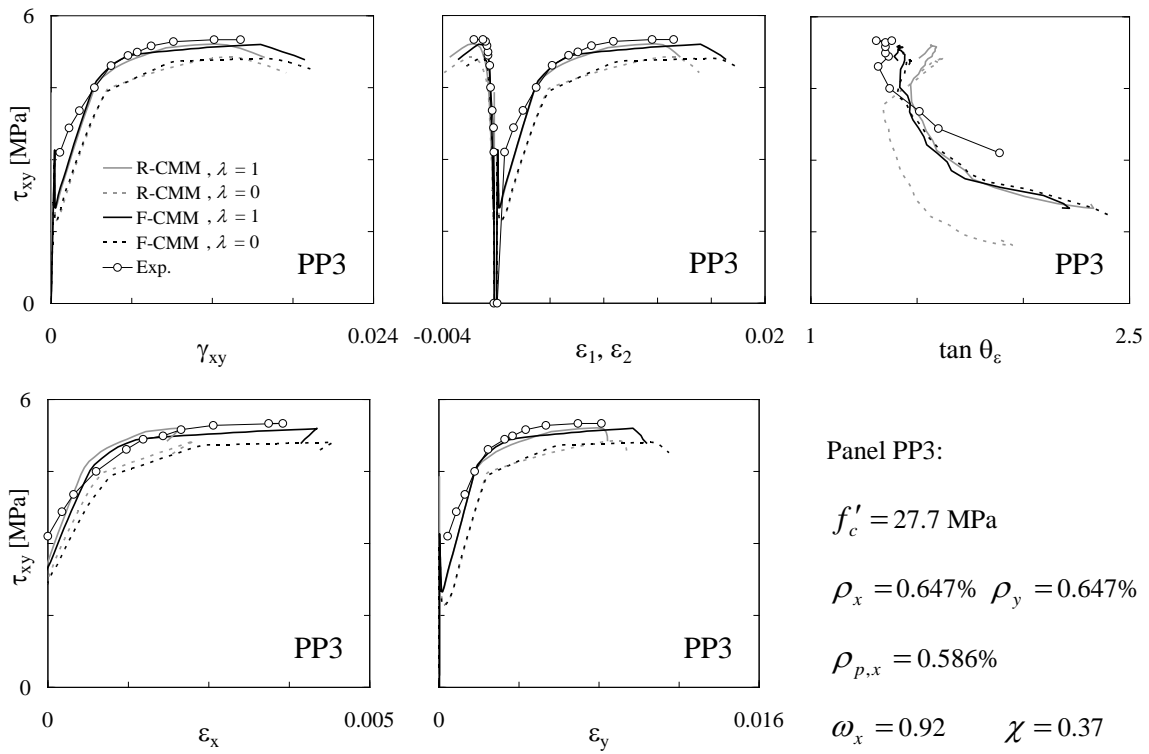 6
τxy [MPa]
0
R-CMM , λ = 1
R-CMM , λ = 0
F-CMM , λ = 1
F-CMM , λ = 0
Exp.
PP3
0
0.024
γxy
PP3
-0.004
0.02
ε1, ε2
PP3
1
2.5
tan θε
6
τxy [MPa]
0
PP3
0
0.005
εx
PP3
0
0.016
εy
Panel PP3:
f′c = 27.7 MPa
ρx = 0.647% ρy = 0.647%
ρp,x = 0.586%
ωx = 0.92 χ = 0.37